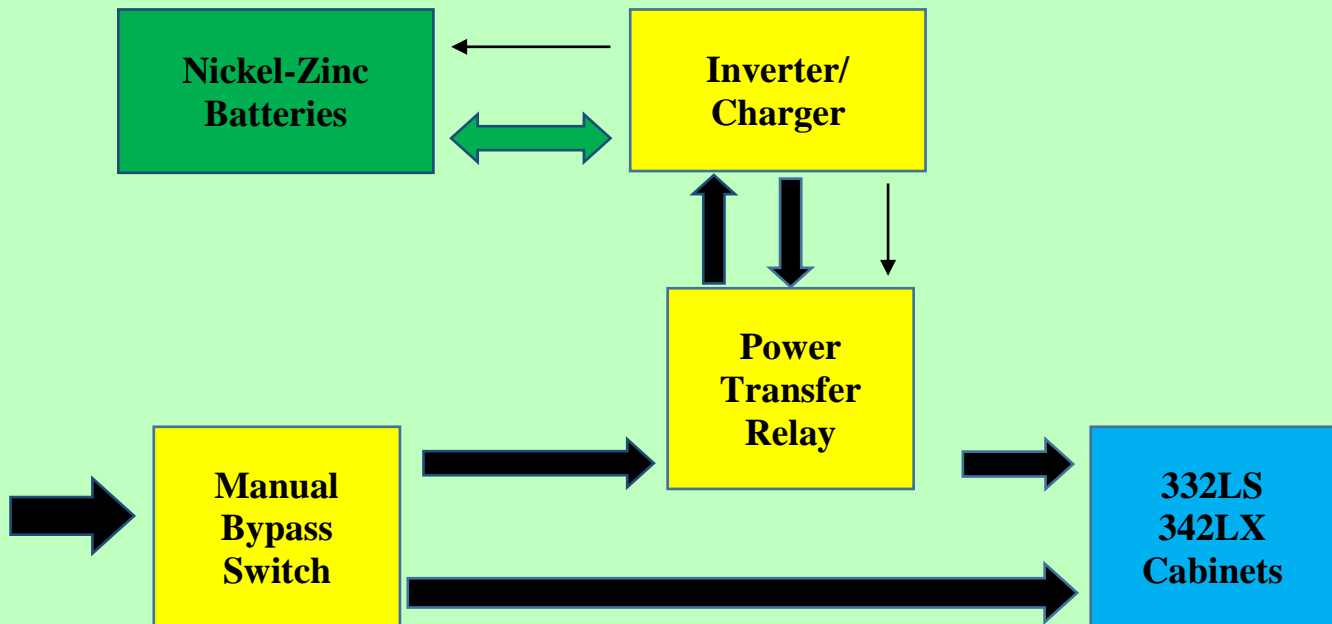 Nickel-Zinc
Batteries
Inverter/
Charger
Power
Transfer
Relay
Manual
Bypass
Switch
332LS
342LX
Cabinets